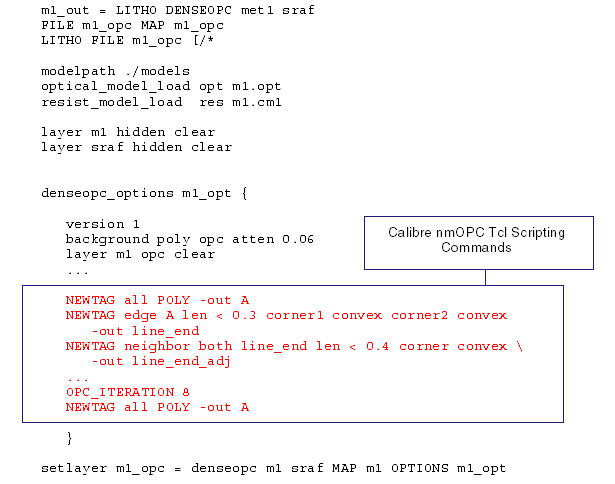 m1_out = LITHO DENSEOPC met1 sraf
FILE m1_opc MAP m1_opc
LITHO FILE m1_opc [/*
modelpath ./models
optical_model_load opt m1.opt
resist_model_load res m1.cm1
layer m1 hidden clear
layer sraf hidden clear
denseopc_options m1_opt {
version 1
background poly opc atten 0.06
layer m1 opc clear
...
Calibre nmOPC Tcl Scripting
Commands
NEWTAG all POLY -out A
NEWTAG edge A len < 0.3 corner1 convex corner2 convex
-out line_end
NEWTAG neighbor both line_end len < 0.4 corner convex \
-out line_end_adj
...
OPC_ITERATION 8
NEWTAG all POLY -out A
}
setlayer m1_opc = denseopc m1 sraf MAP m1 OPTIONS m1_opt